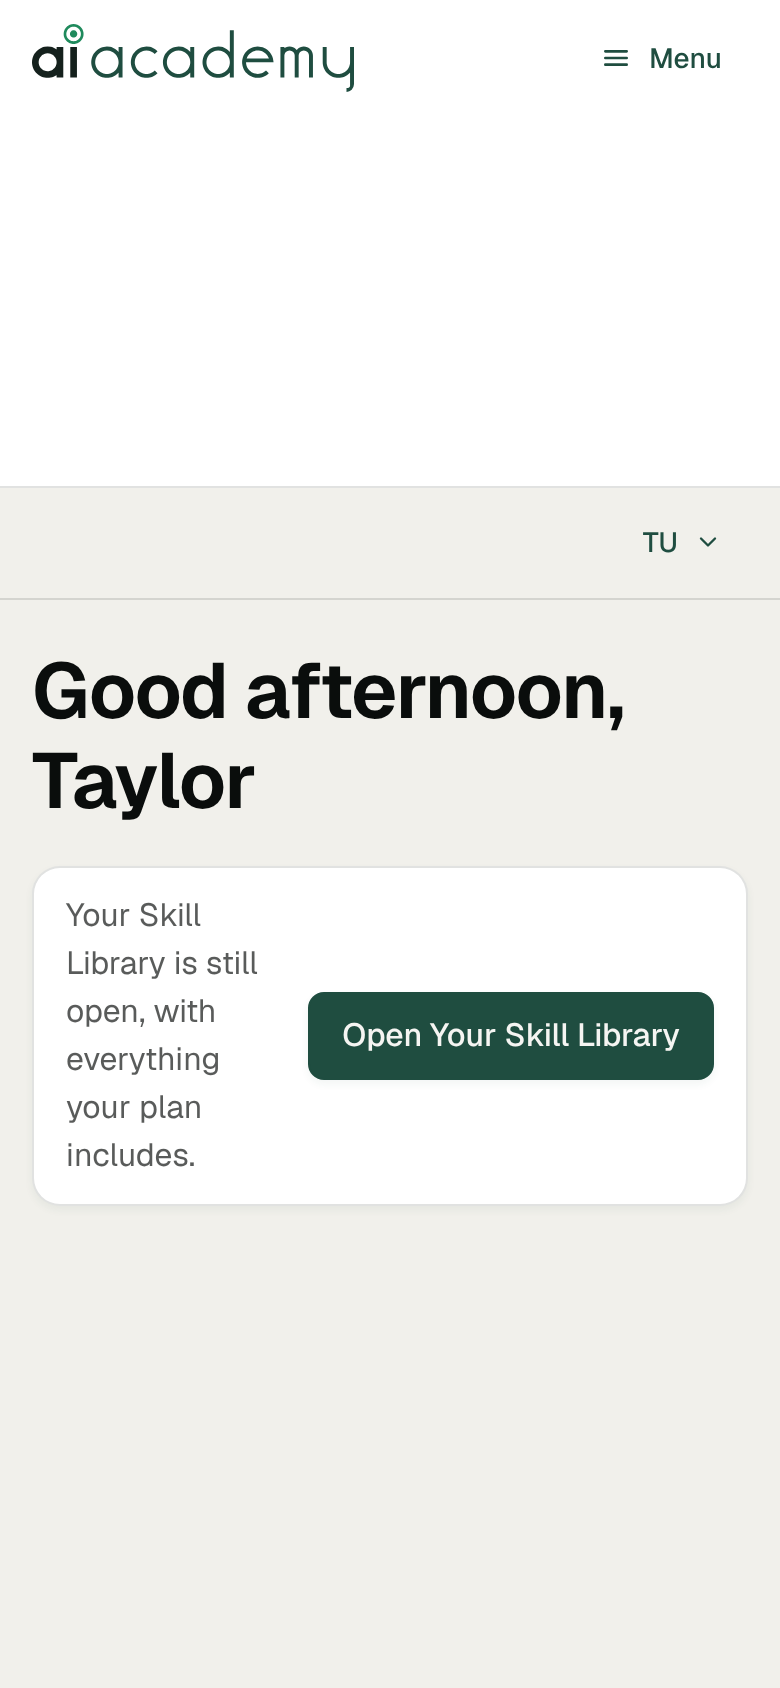 ai academy
Menu
TU
Good afternoon,
Taylor
Your Skill
Library is still
open, with
everything
your plan
includes.
Open Your Skill Library